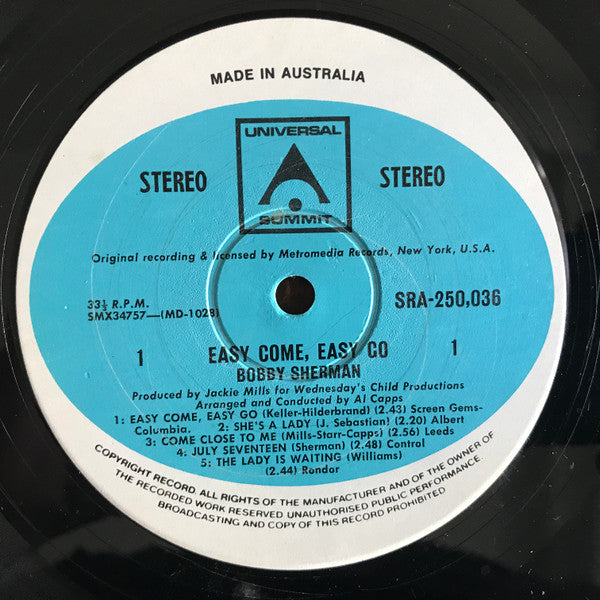 MADE IN AUSTRALIA
UNIVERSAL
SUMMIT
STEREO STEREO
Original recording & licensed by Metromedia Records, New York, U.S.A.
33⅓ R.P.M. SRA-250,036
SMX34757—(MD-1028)
1 EASY COME, EASY GO 1
BOBBY SHERMAN
Produced by Jackie Mills for Wednesday's Child Productions
Arranged and Conducted by Al Capps
1: EASY COME, EASY GO (Keller-Hilderbrand) (2.43) Screen Gems-
Columbia. 2: SHE'S A LADY (J. Sebastian) (2.20) Albert
3: COME CLOSE TO ME (Mills-Starr-Capps) (2.56) Leeds
4: JULY SEVENTEEN (Sherman) (2.48) Control
5: THE LADY IS WAITING (Williams)
(2.44) Rondor
COPYRIGHT RECORD. ALL RIGHTS OF THE MANUFACTURER AND OF THE OWNER OF
THE RECORDED WORK RESERVED UNAUTHORISED PUBLIC PERFORMANCE
BROADCASTING AND COPY OF THIS RECORD PROHIBITED